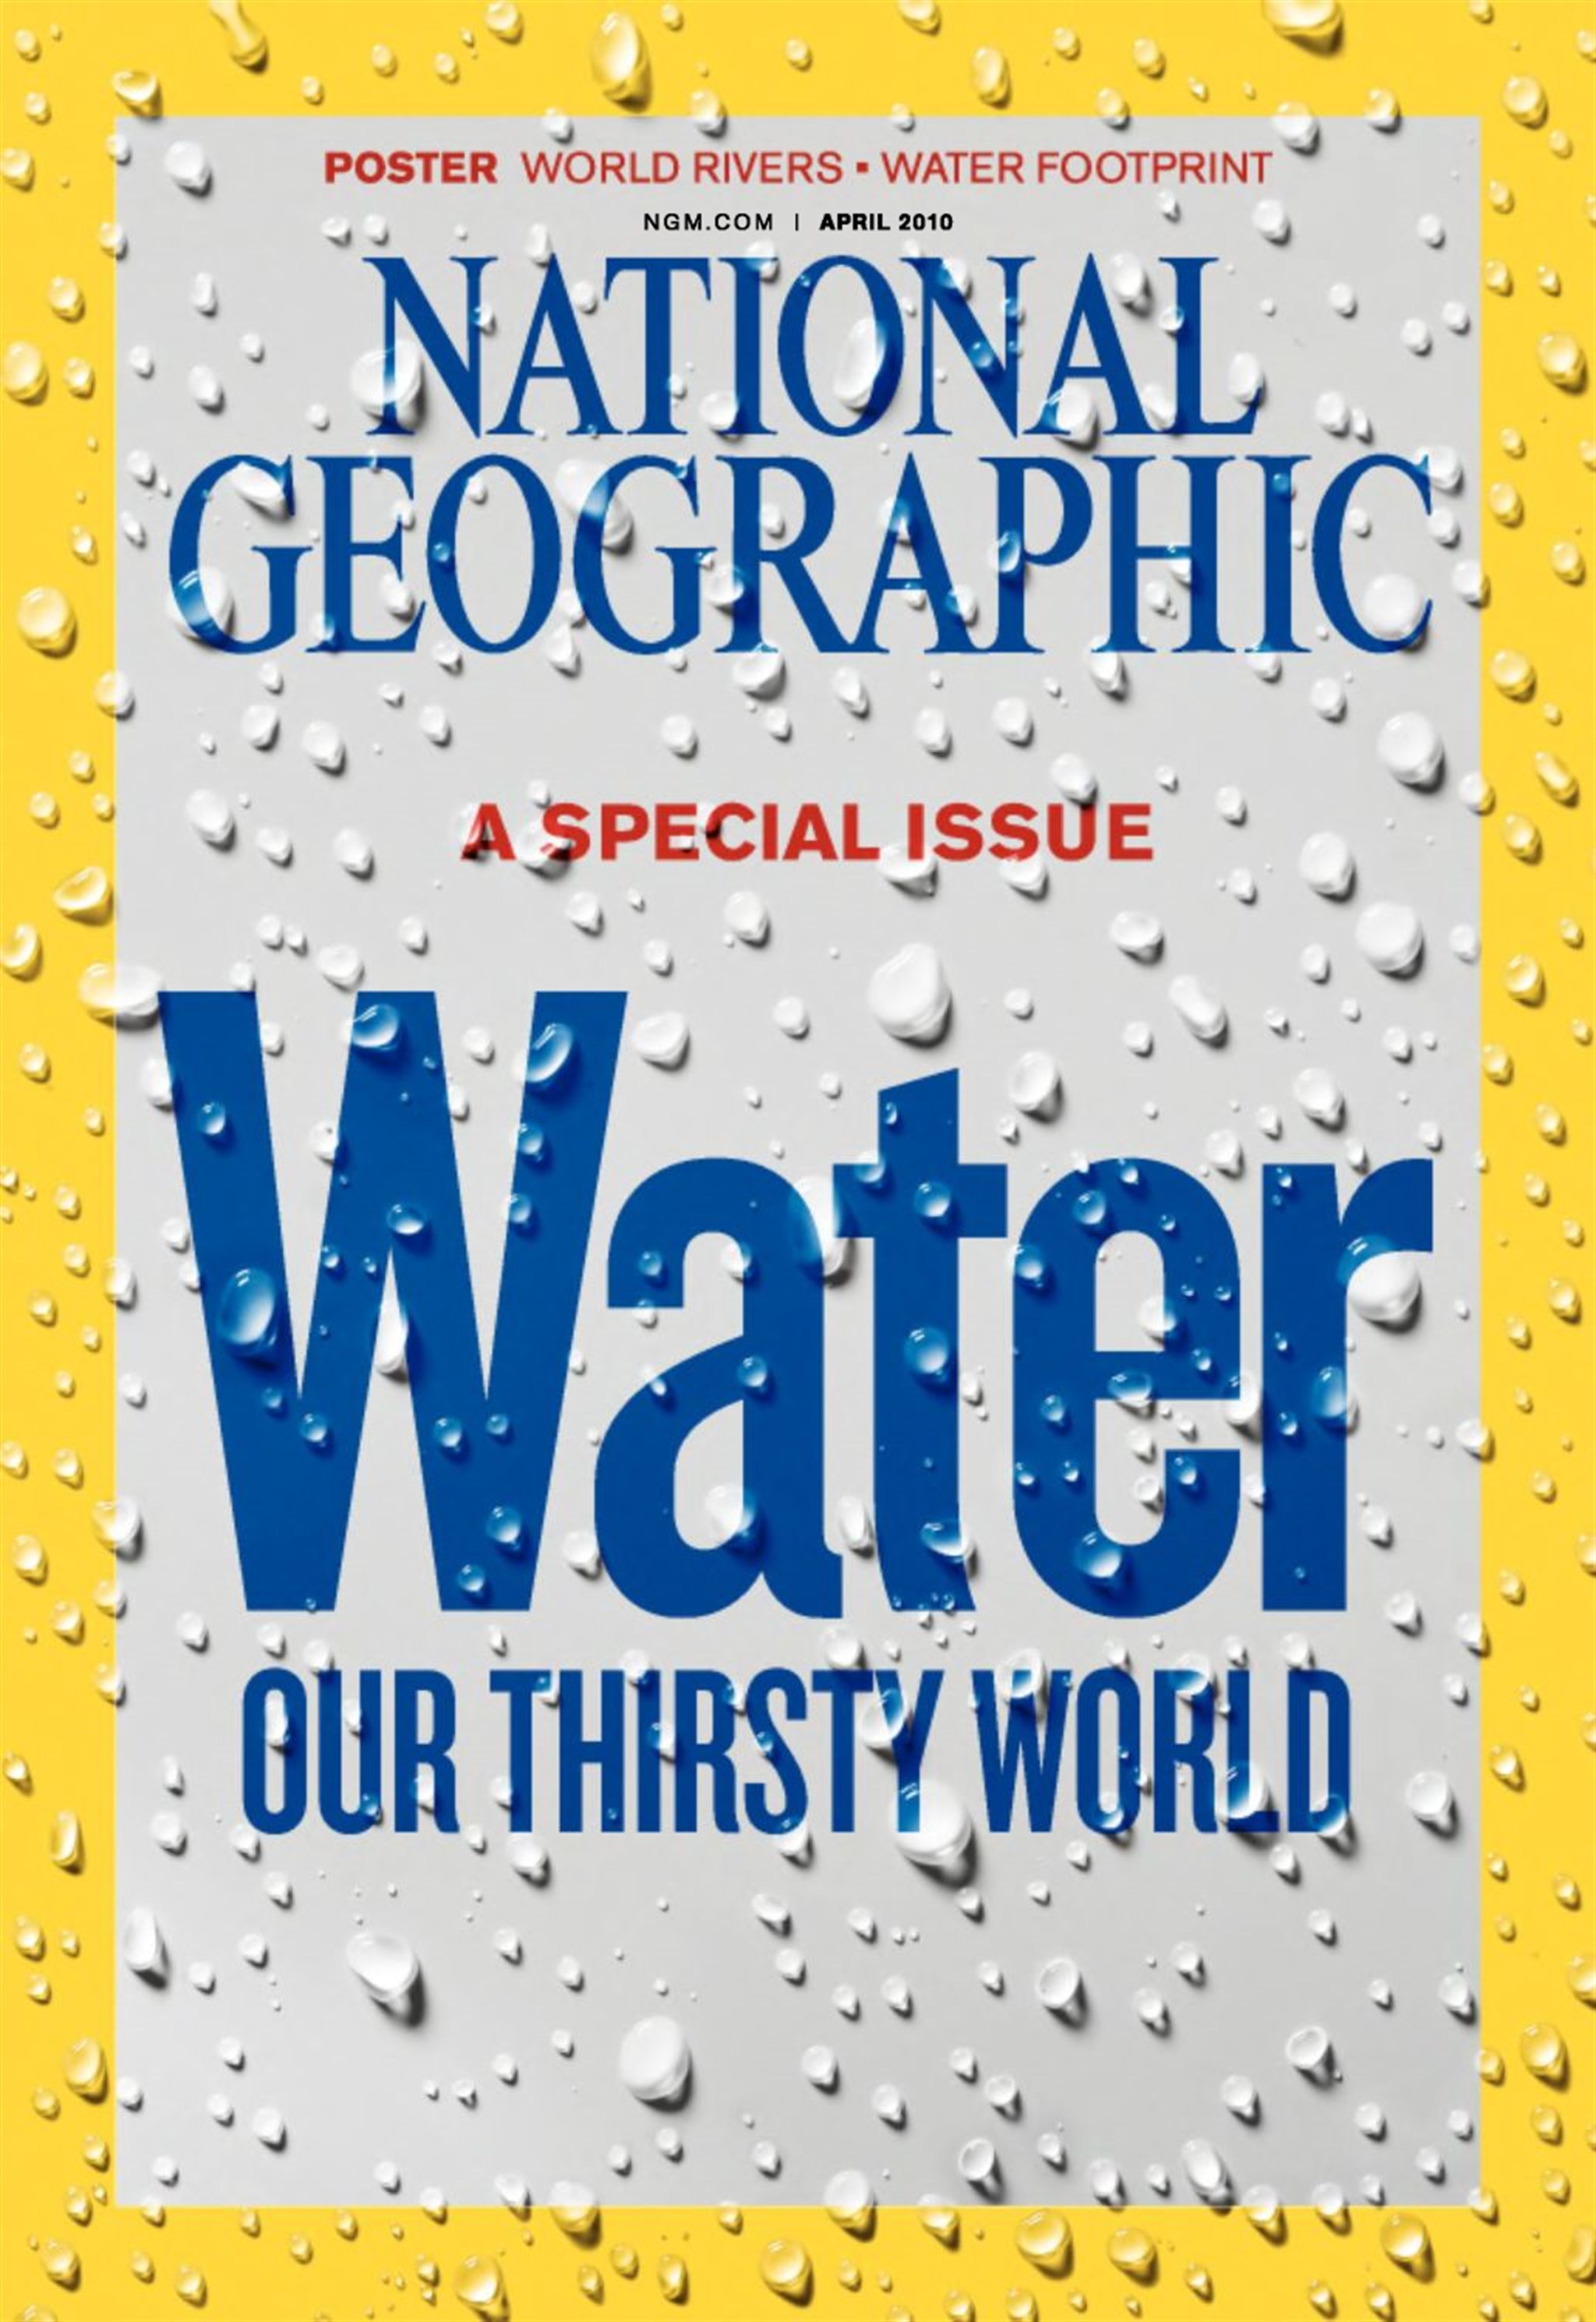 POSTER WORLD RIVERS ▪ WATER FOOTPRINT
NGM.COM | APRIL 2010
NATIONAL
GEOGRAPHIC
A SPECIAL ISSUE
Water
OUR THIRSTY WORLD